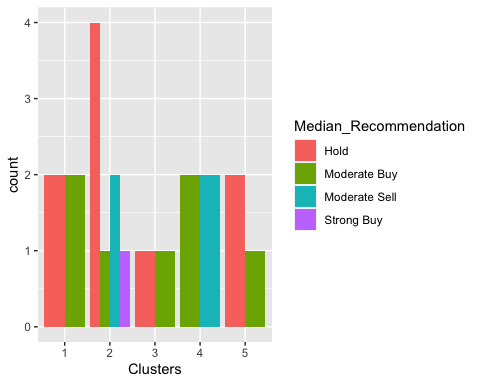 4
3
2
1
0
count
1 2 3 4 5
Clusters
Median_Recommendation
Hold
Moderate Buy
Moderate Sell
Strong Buy